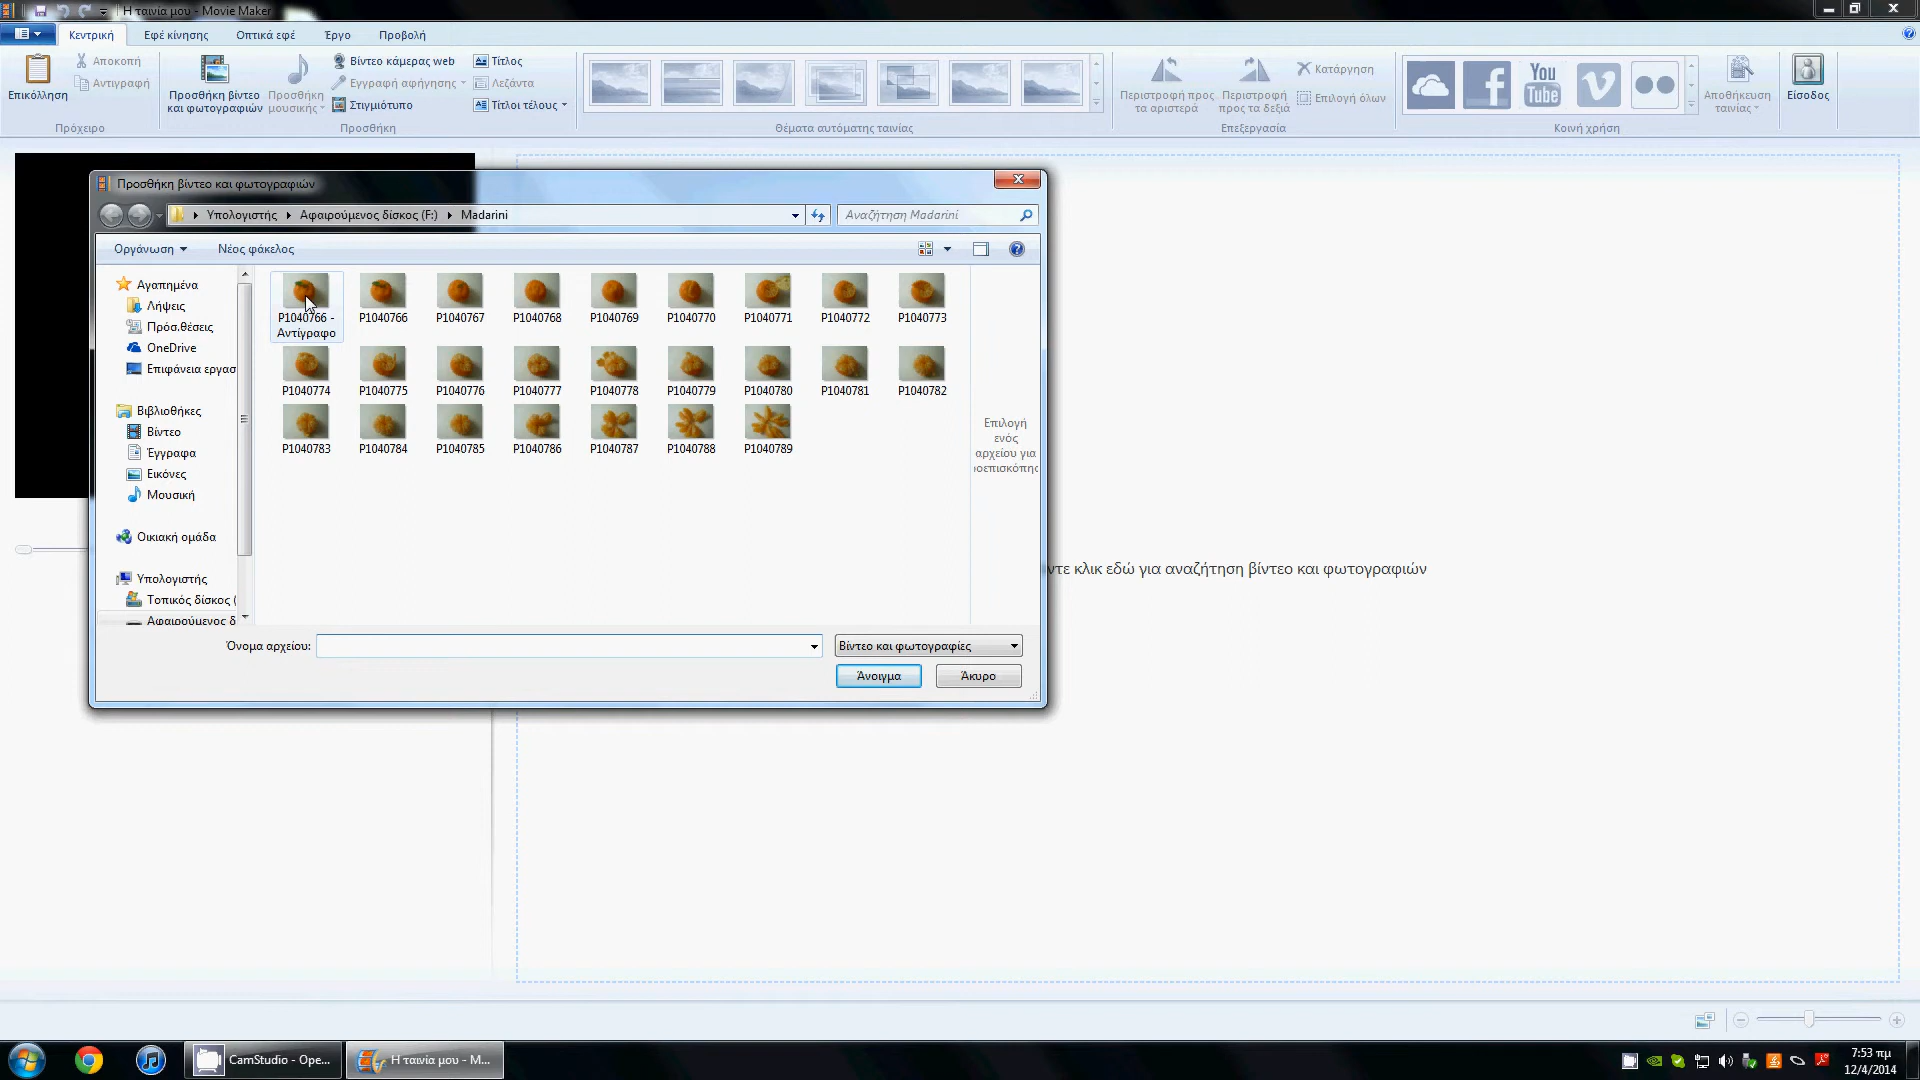 Η ταινία μου - Movie Maker
Κεντρική Εφέ κίνησης Οπτικά εφέ Έργο Προβολή
Επικόλληση
Αποκοπή
Αντιγραφή
Πρόχειρο
Προσθήκη βίντεο
και φωτογραφιών
Προσθήκη
μουσικής
Βίντεο κάμερας web
Εγγραφή αφήγησης
Στιγμιότυπο
Τίτλος
Λεζάντα
Τίτλοι τέλους
Προσθήκη
Θέματα αυτόματης ταινίας
Περιστροφή προς
τα αριστερά
Περιστροφή
προς τα δεξιά
Κατάργηση
Επιλογή όλων
Επεξεργασία
You
Tube
Κοινή χρήση
Αποθήκευση
ταινίας
Είσοδος
Προσθήκη βίντεο και φωτογραφιών
Υπολογιστής Αφαιρούμενος δίσκος (F:) Madarini
Αναζήτηση Madarini
Οργάνωση Νέος φάκελος
Αγαπημένα
Λήψεις
Πρόσ.θέσεις
OneDrive
Επιφάνεια εργασ
Βιβλιοθήκες
Βίντεο
Έγγραφα
Εικόνες
Μουσική
Οικιακή ομάδα
Υπολογιστής
Τοπικός δίσκος (
Αφαιρούμενος δ
P1040766 -
Αντίγραφο
P1040766 P1040767 P1040768 P1040769 P1040770 P1040771 P1040772 P1040773
P1040774 P1040775 P1040776 P1040777 P1040778 P1040779 P1040780 P1040781 P1040782
P1040783 P1040784 P1040785 P1040786 P1040787 P1040788 P1040789
Επιλογή
ενός
αρχείου για
οεπισκόπης
Όνομα αρχείου:
Βίντεο και φωτογραφίες
Άνοιγμα Άκυρο
ντε κλικ εδώ για αναζήτηση βίντεο και φωτογραφιών
CamStudio - Ope...
Η ταινία μου - M...
7:53 πμ
12/4/2014